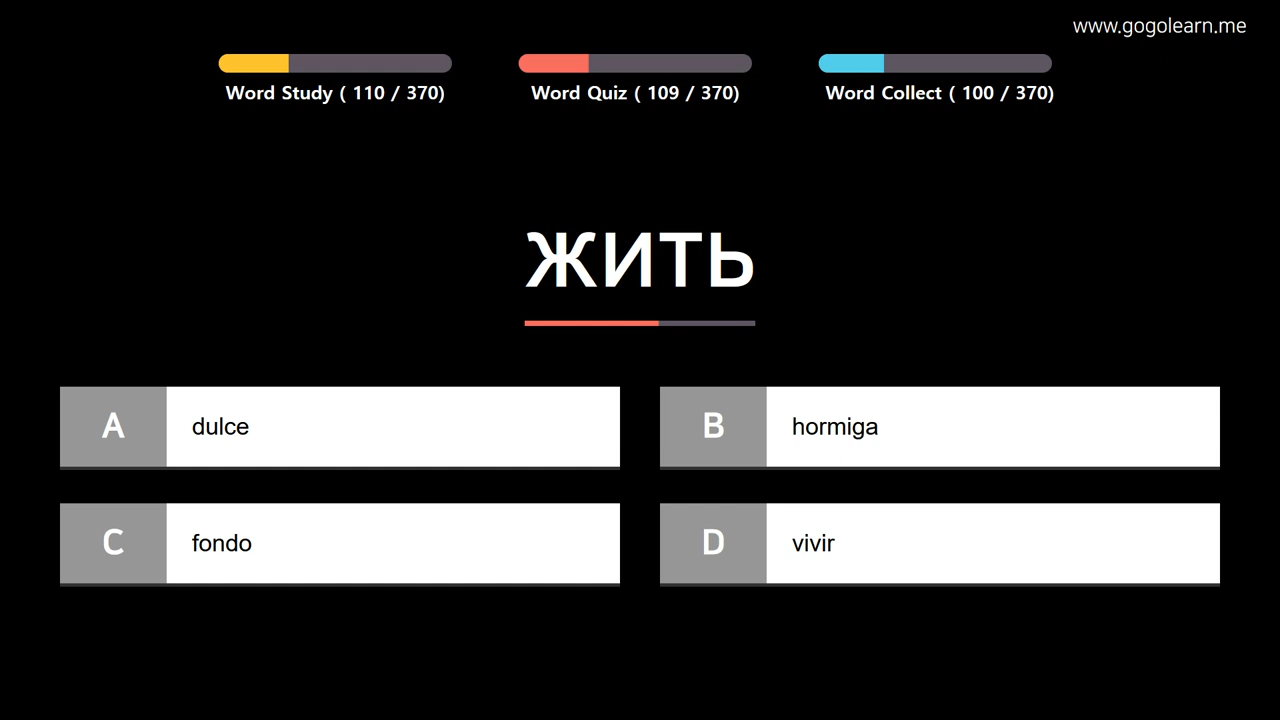 www.gogolearn.me
Word Study ( 110 / 370)
Word Quiz ( 109 / 370)
Word Collect ( 100 / 370)
жить
A
dulce
B
hormiga
C
fondo
D
vivir